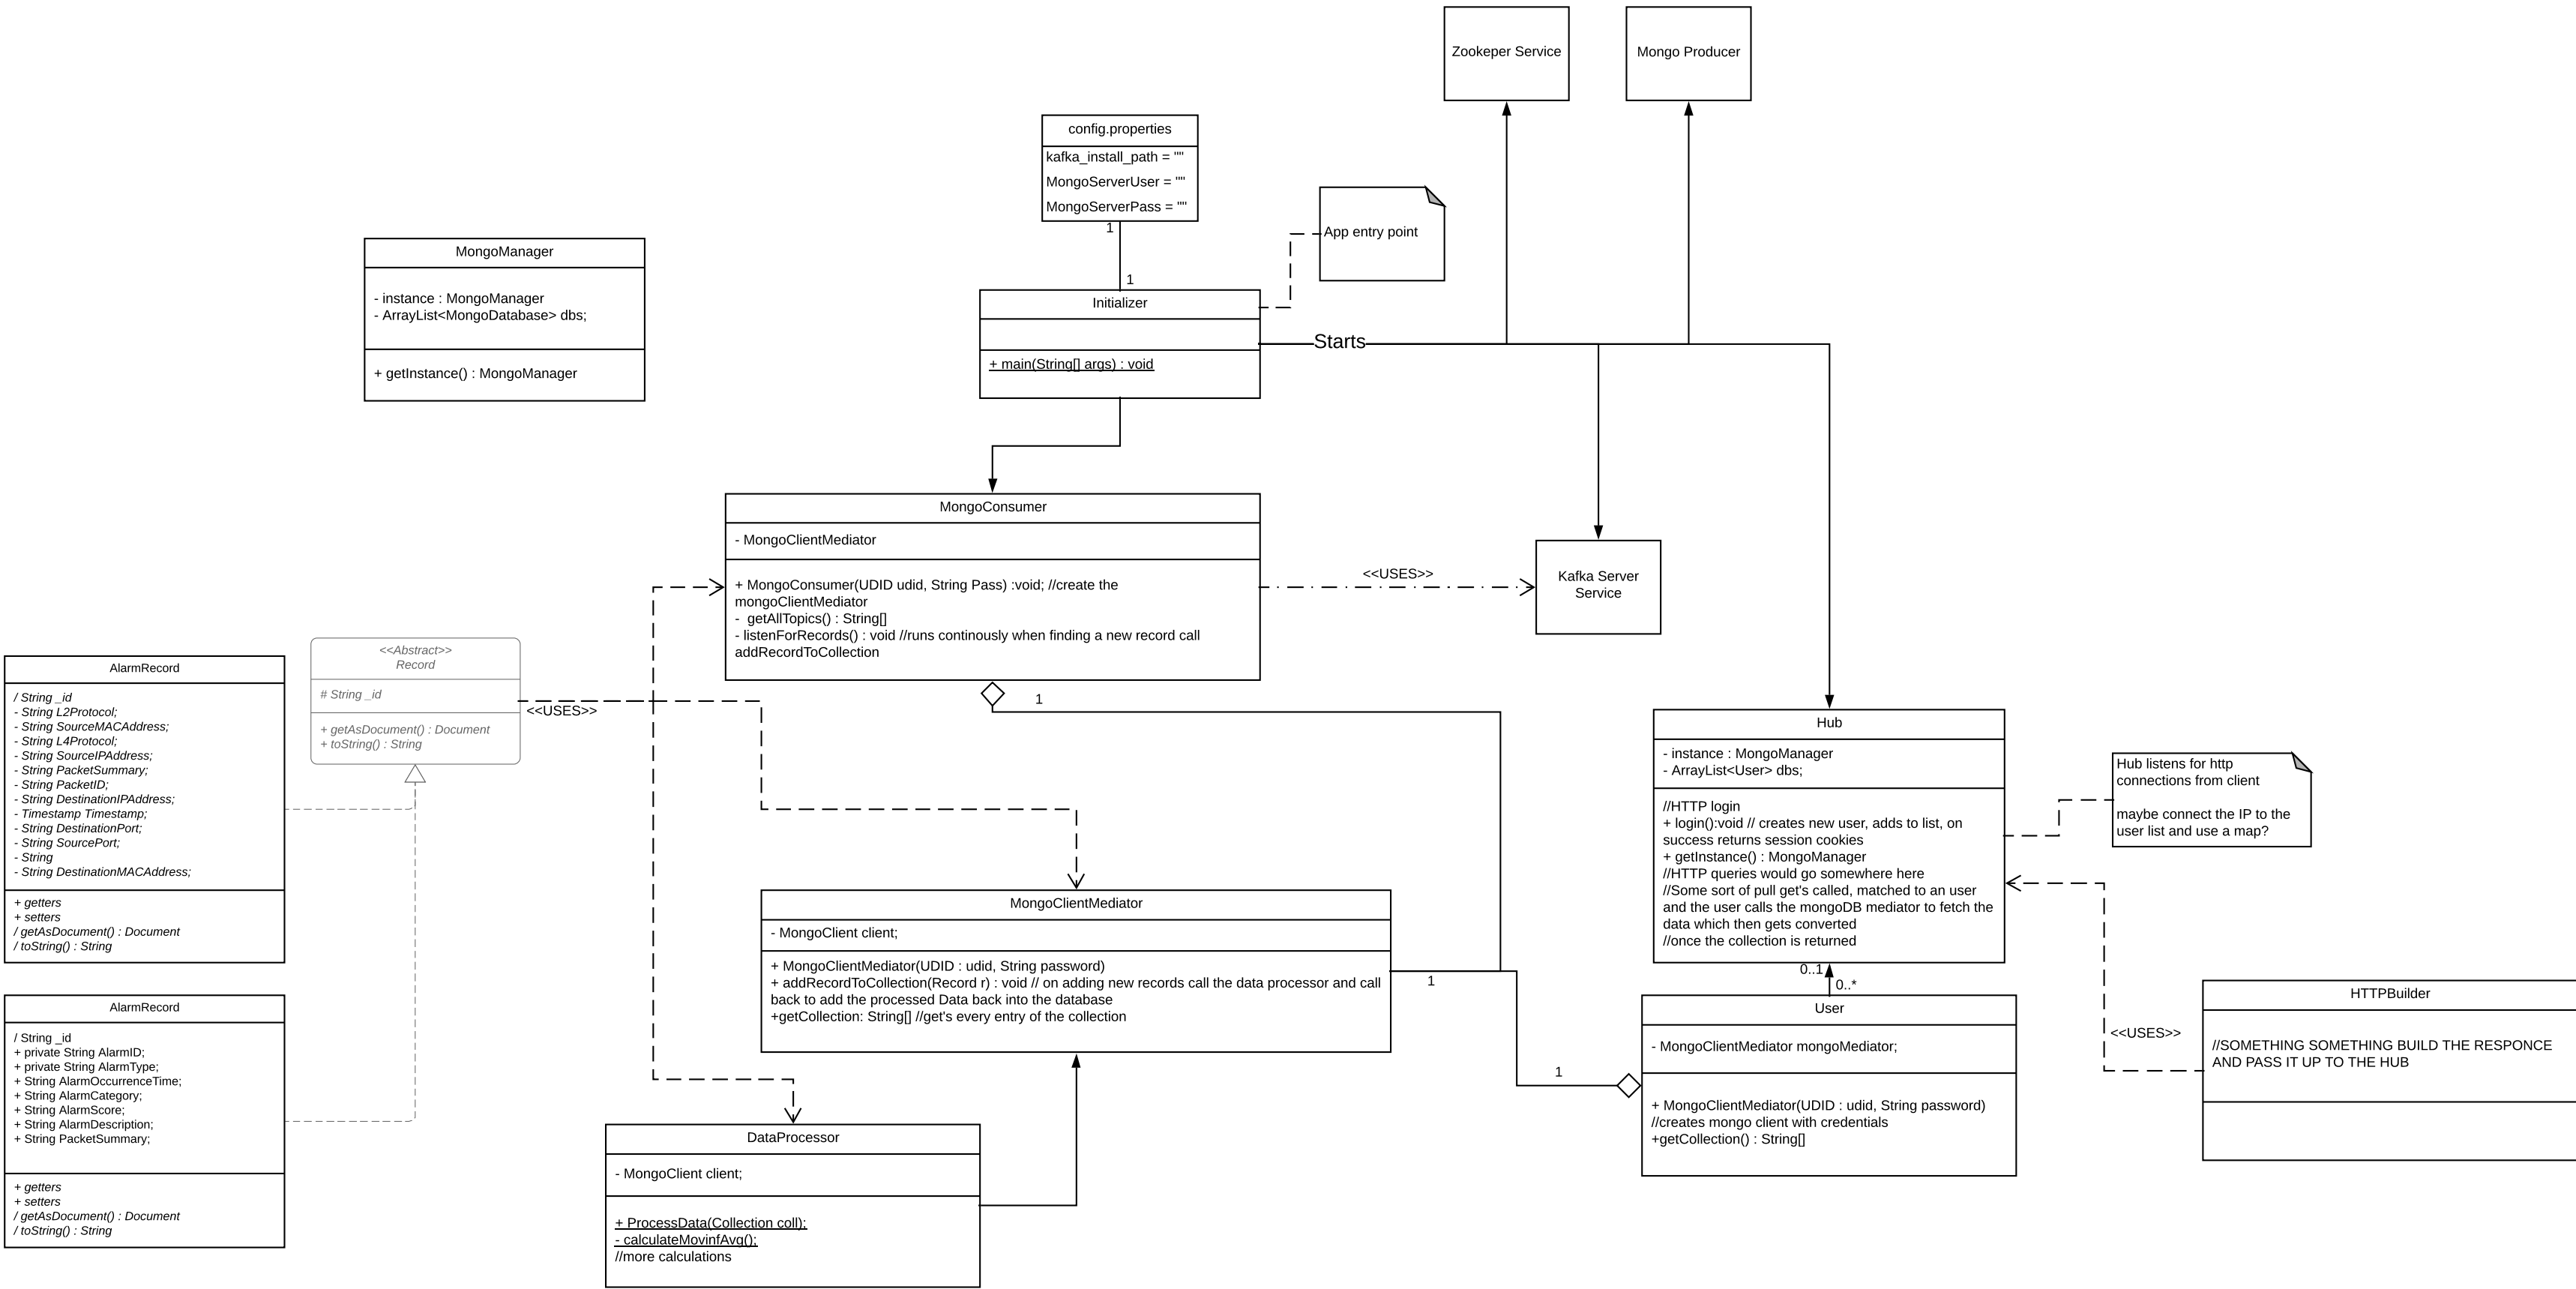 Zookeper Service
Mongo Producer
config.properties
kafka_install_path = ""
MongoServerUser = ""
MongoServerPass = ""
1
1
App entry point
MongoManager
- instance : MongoManager
- ArrayList<MongoDatabase> dbs;
+ getInstance() : MongoManager
Initializer
+ main(String[] args) : void
Starts
MongoConsumer
- MongoClientMediator
+ MongoConsumer(UDID udid, String Pass) :void; //create the
mongoClientMediator
-  getAllTopics() : String[]
- listenForRecords() : void //runs continously when finding a new record call
addRecordToCollection
<<USES>>
Kafka Server
Service
AlarmRecord
/ String _id
- String L2Protocol;
- String SourceMACAddress;
- String L4Protocol;
- String SourceIPAddress;
- String PacketSummary;
- String PacketID;
- String DestinationIPAddress;
- Timestamp Timestamp;
- String DestinationPort;
- String SourcePort;
- String
- String DestinationMACAddress;
+ getters
+ setters
/ getAsDocument() : Document
/ toString() : String
<<Abstract>>
Record
# String _id
+ getAsDocument() : Document
+ toString() : String
<<USES>>
1
Hub
- instance : MongoManager
- ArrayList<User> dbs;
//HTTP login
+ login():void // creates new user, adds to list, on
success returns session cookies
+ getInstance() : MongoManager
//HTTP queries would go somewhere here
//Some sort of pull get's called, matched to an user
and the user calls the mongoDB mediator to fetch the
data which then gets converted
//once the collection is returned
Hub listens for http
connections from client
maybe connect the IP to the
user list and use a map?
MongoClientMediator
- MongoClient client;
+ MongoClientMediator(UDID : udid, String password)
+ addRecordToCollection(Record r) : void // on adding new records call the data processor and call
back to add the processed Data back into the database
+getCollection: String[] //get's every entry of the collection
1
0..1
0..*
1
User
- MongoClientMediator mongoMediator;
+ MongoClientMediator(UDID : udid, String password)
//creates mongo client with credentials
+getCollection() : String[]
<<USES>>
HTTPBuilder
//SOMETHING SOMETHING BUILD THE RESPONCE
AND PASS IT UP TO THE HUB
AlarmRecord
/ String _id
+ private String AlarmID;
+ private String AlarmType;
+ String AlarmOccurrenceTime;
+ String AlarmCategory;
+ String AlarmScore;
+ String AlarmDescription;
+ String PacketSummary;
+ getters
+ setters
/ getAsDocument() : Document
/ toString() : String
DataProcessor
- MongoClient client;
+ ProcessData(Collection coll);
- calculateMovinfAvg();
//more calculations